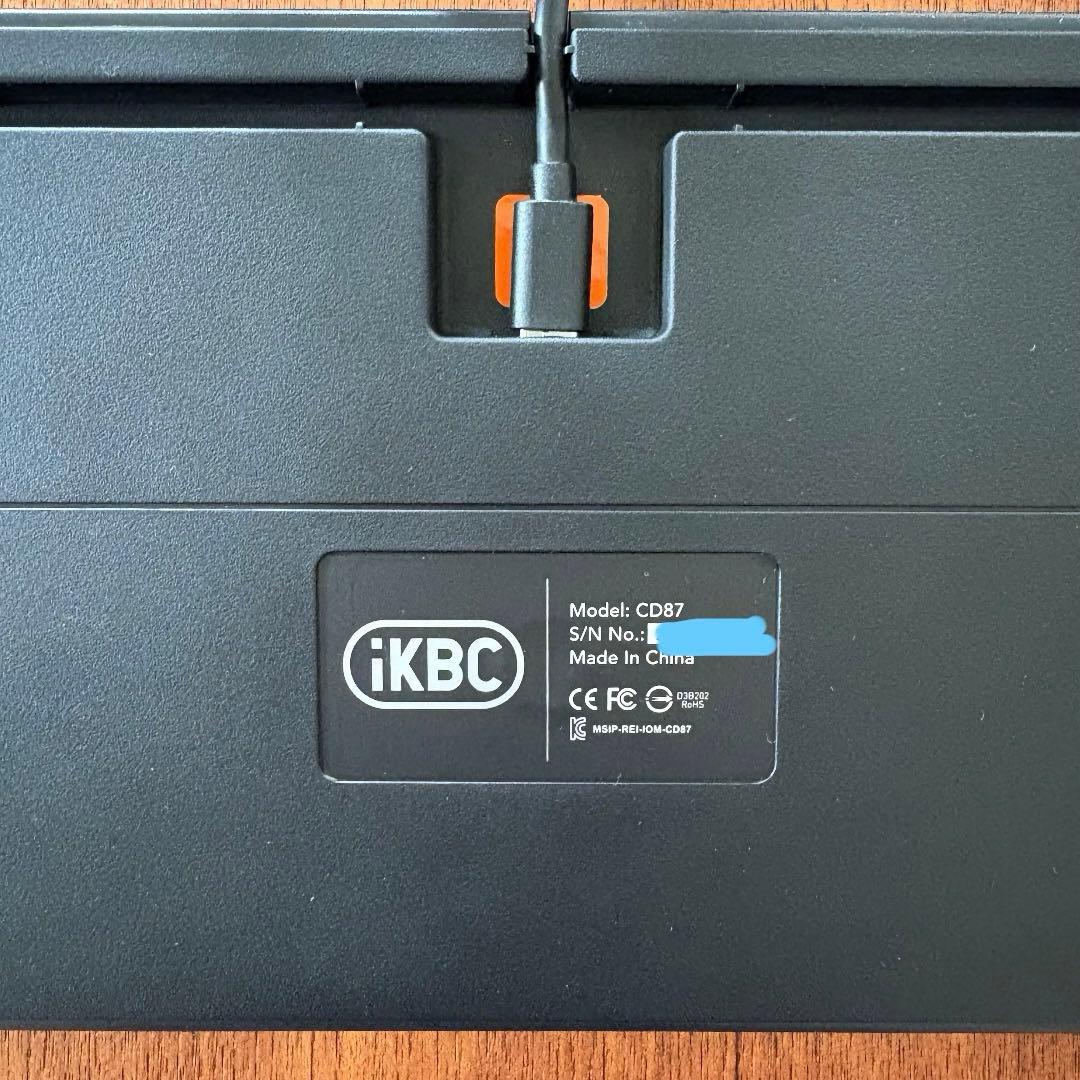 iKBC
Model: CD87
S/N No.:
Made In China
CE FC D3B202
RoHS
MSIP-REI-IOM-CD87